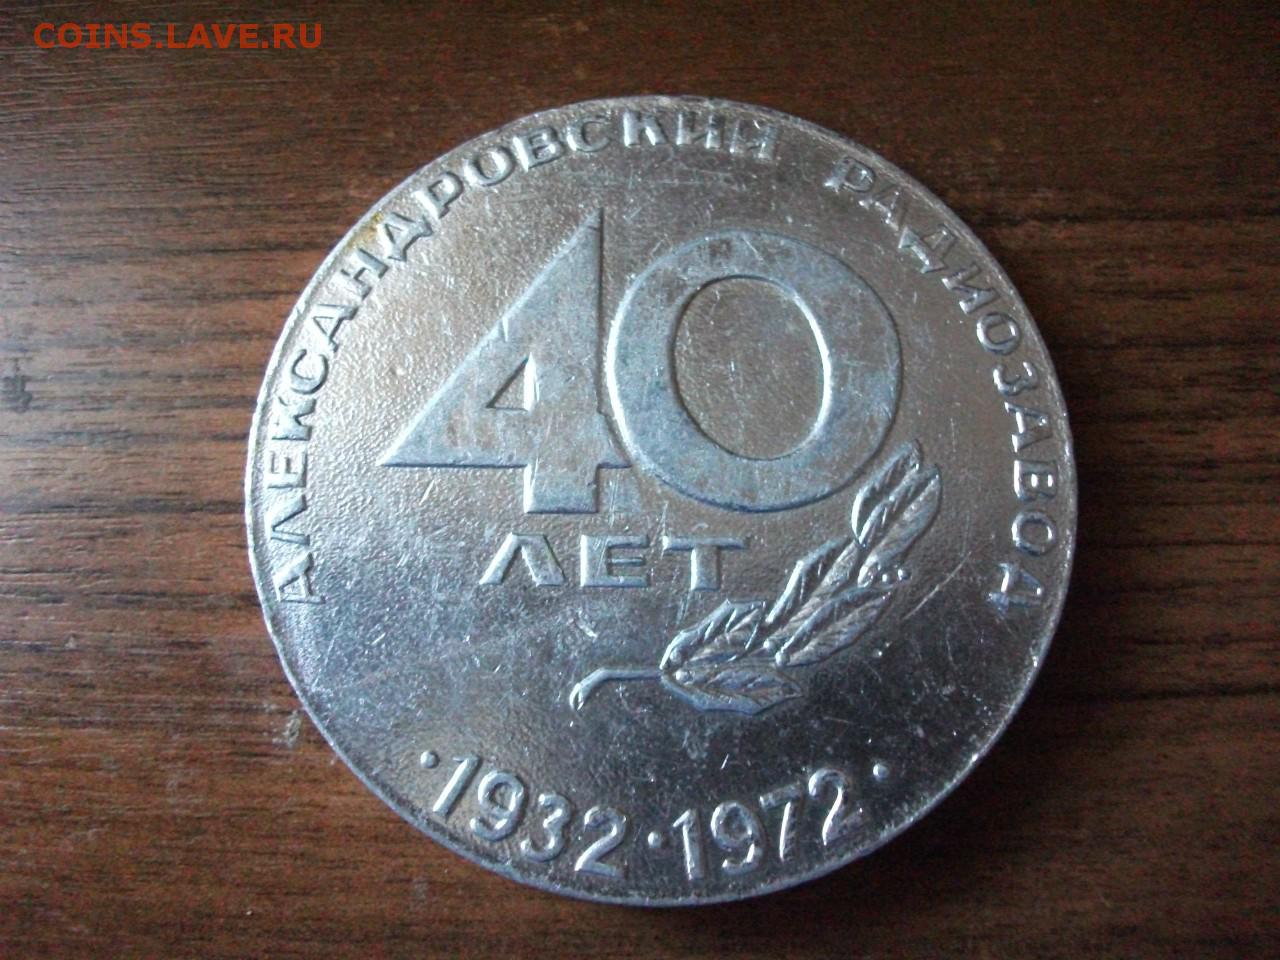 COINS.LAVE.RU
АЛЕКСАНДРОВСКИЙ РАДИОЗАВОД
40
ЛЕТ
·1932·1972·